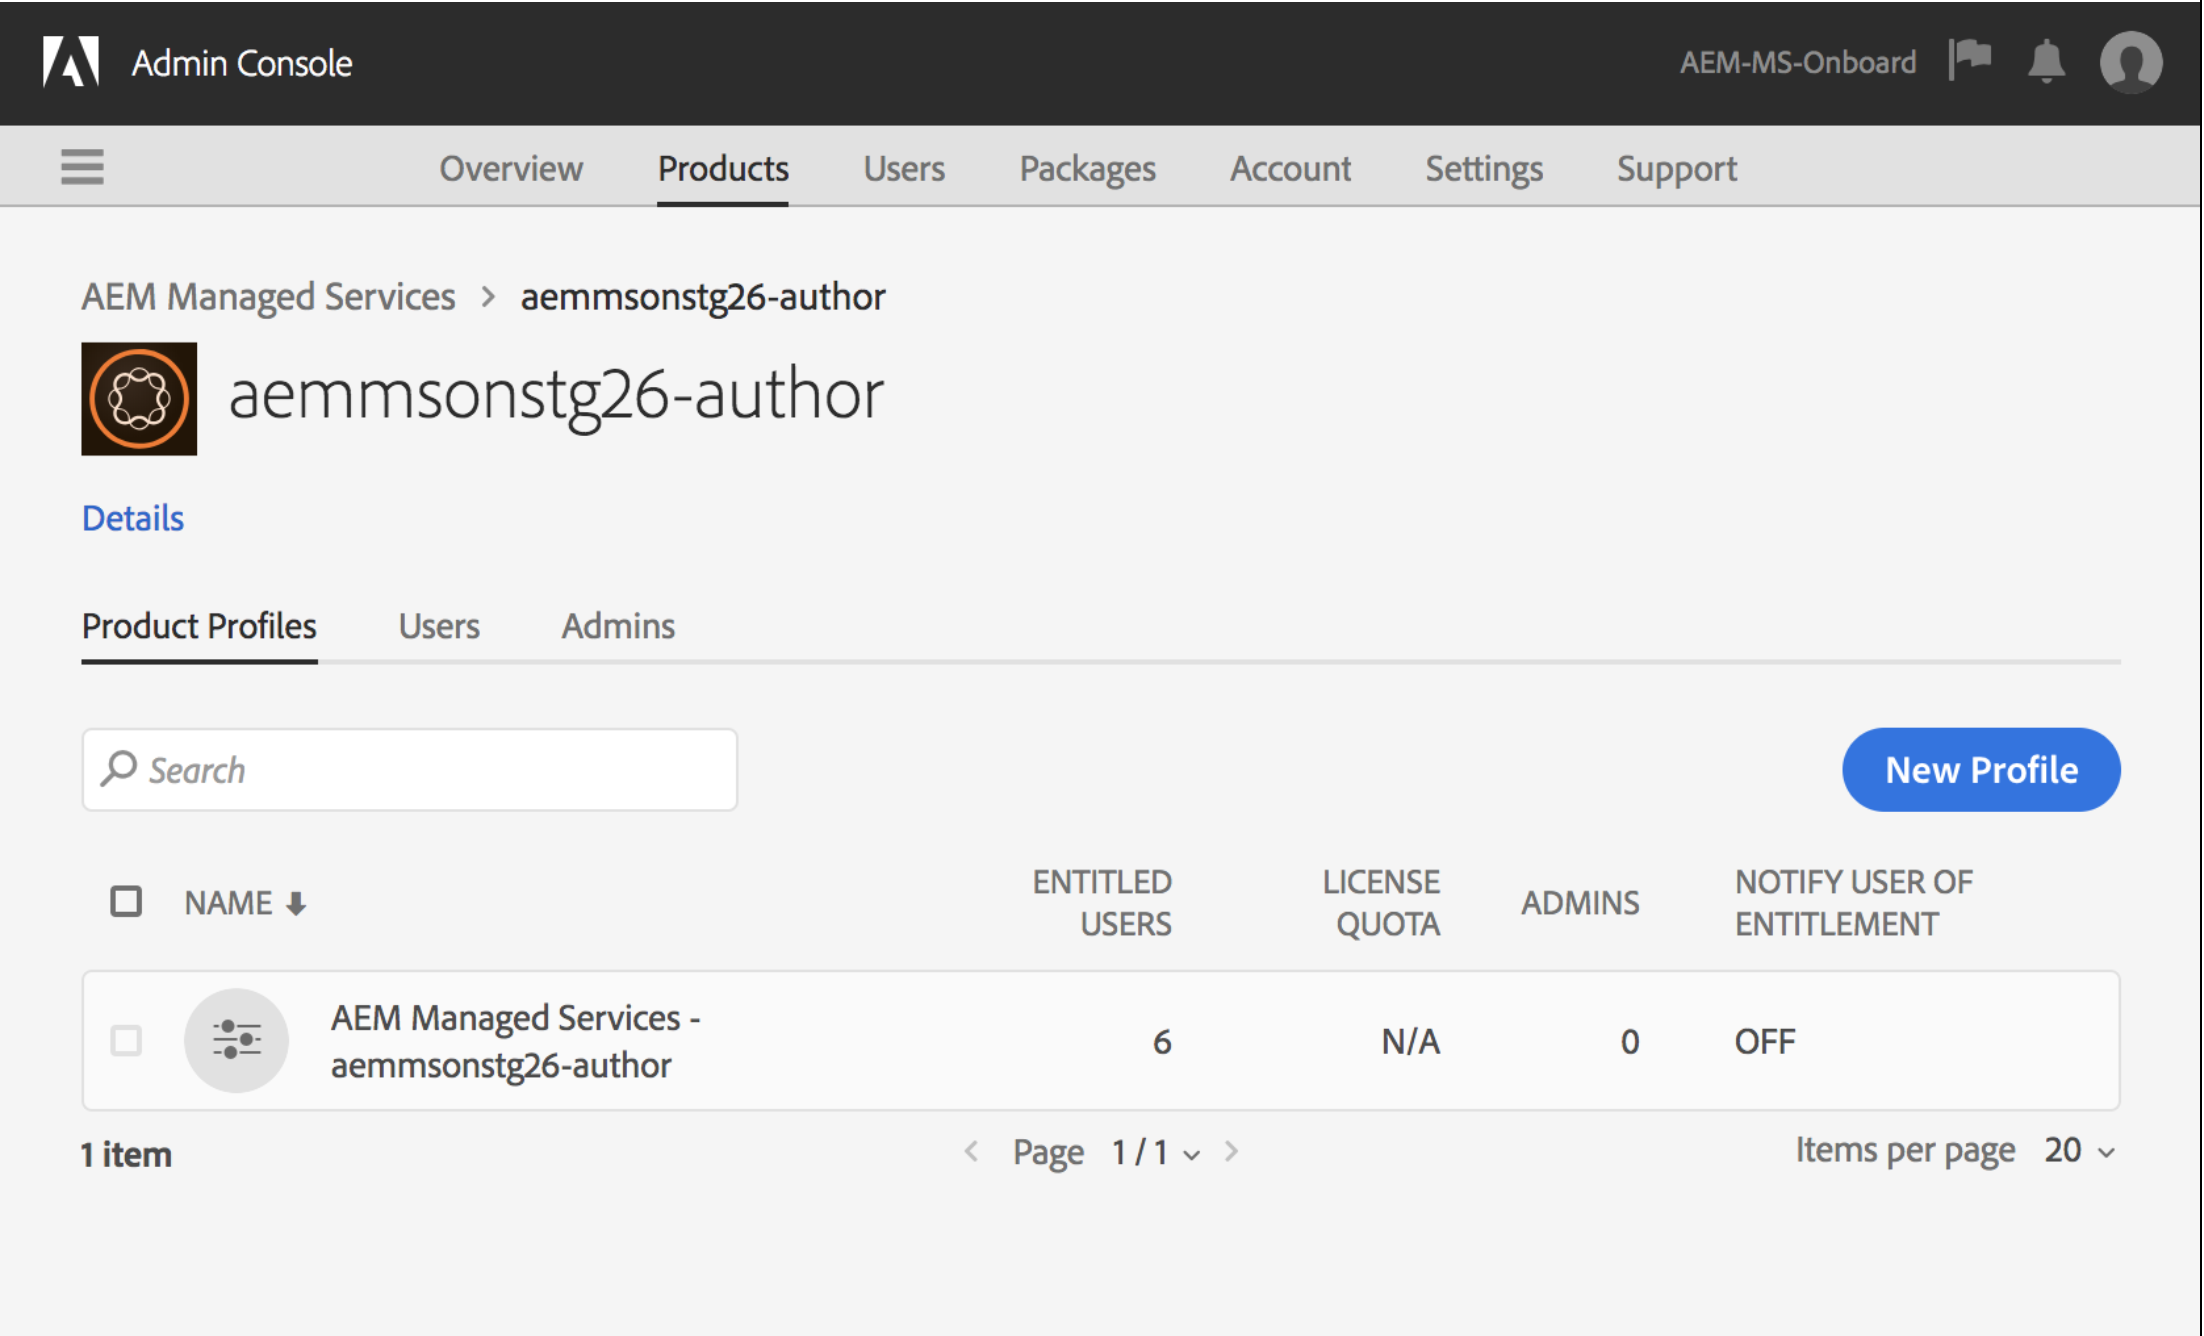 Admin Console
AEM-MS-Onboard
Overview Products Users Packages Account Settings Support
AEM Managed Services > aemmsonstg26-author
aemmsonstg26-author
Details
Product Profiles Users Admins
Search
New Profile
NAME
ENTITLED
USERS
LICENSE
QUOTA
ADMINS
NOTIFY USER OF
ENTITLEMENT
AEM Managed Services -
aemmsonstg26-author
6
N/A
0
OFF
1 item
Page 1 / 1
Items per page 20